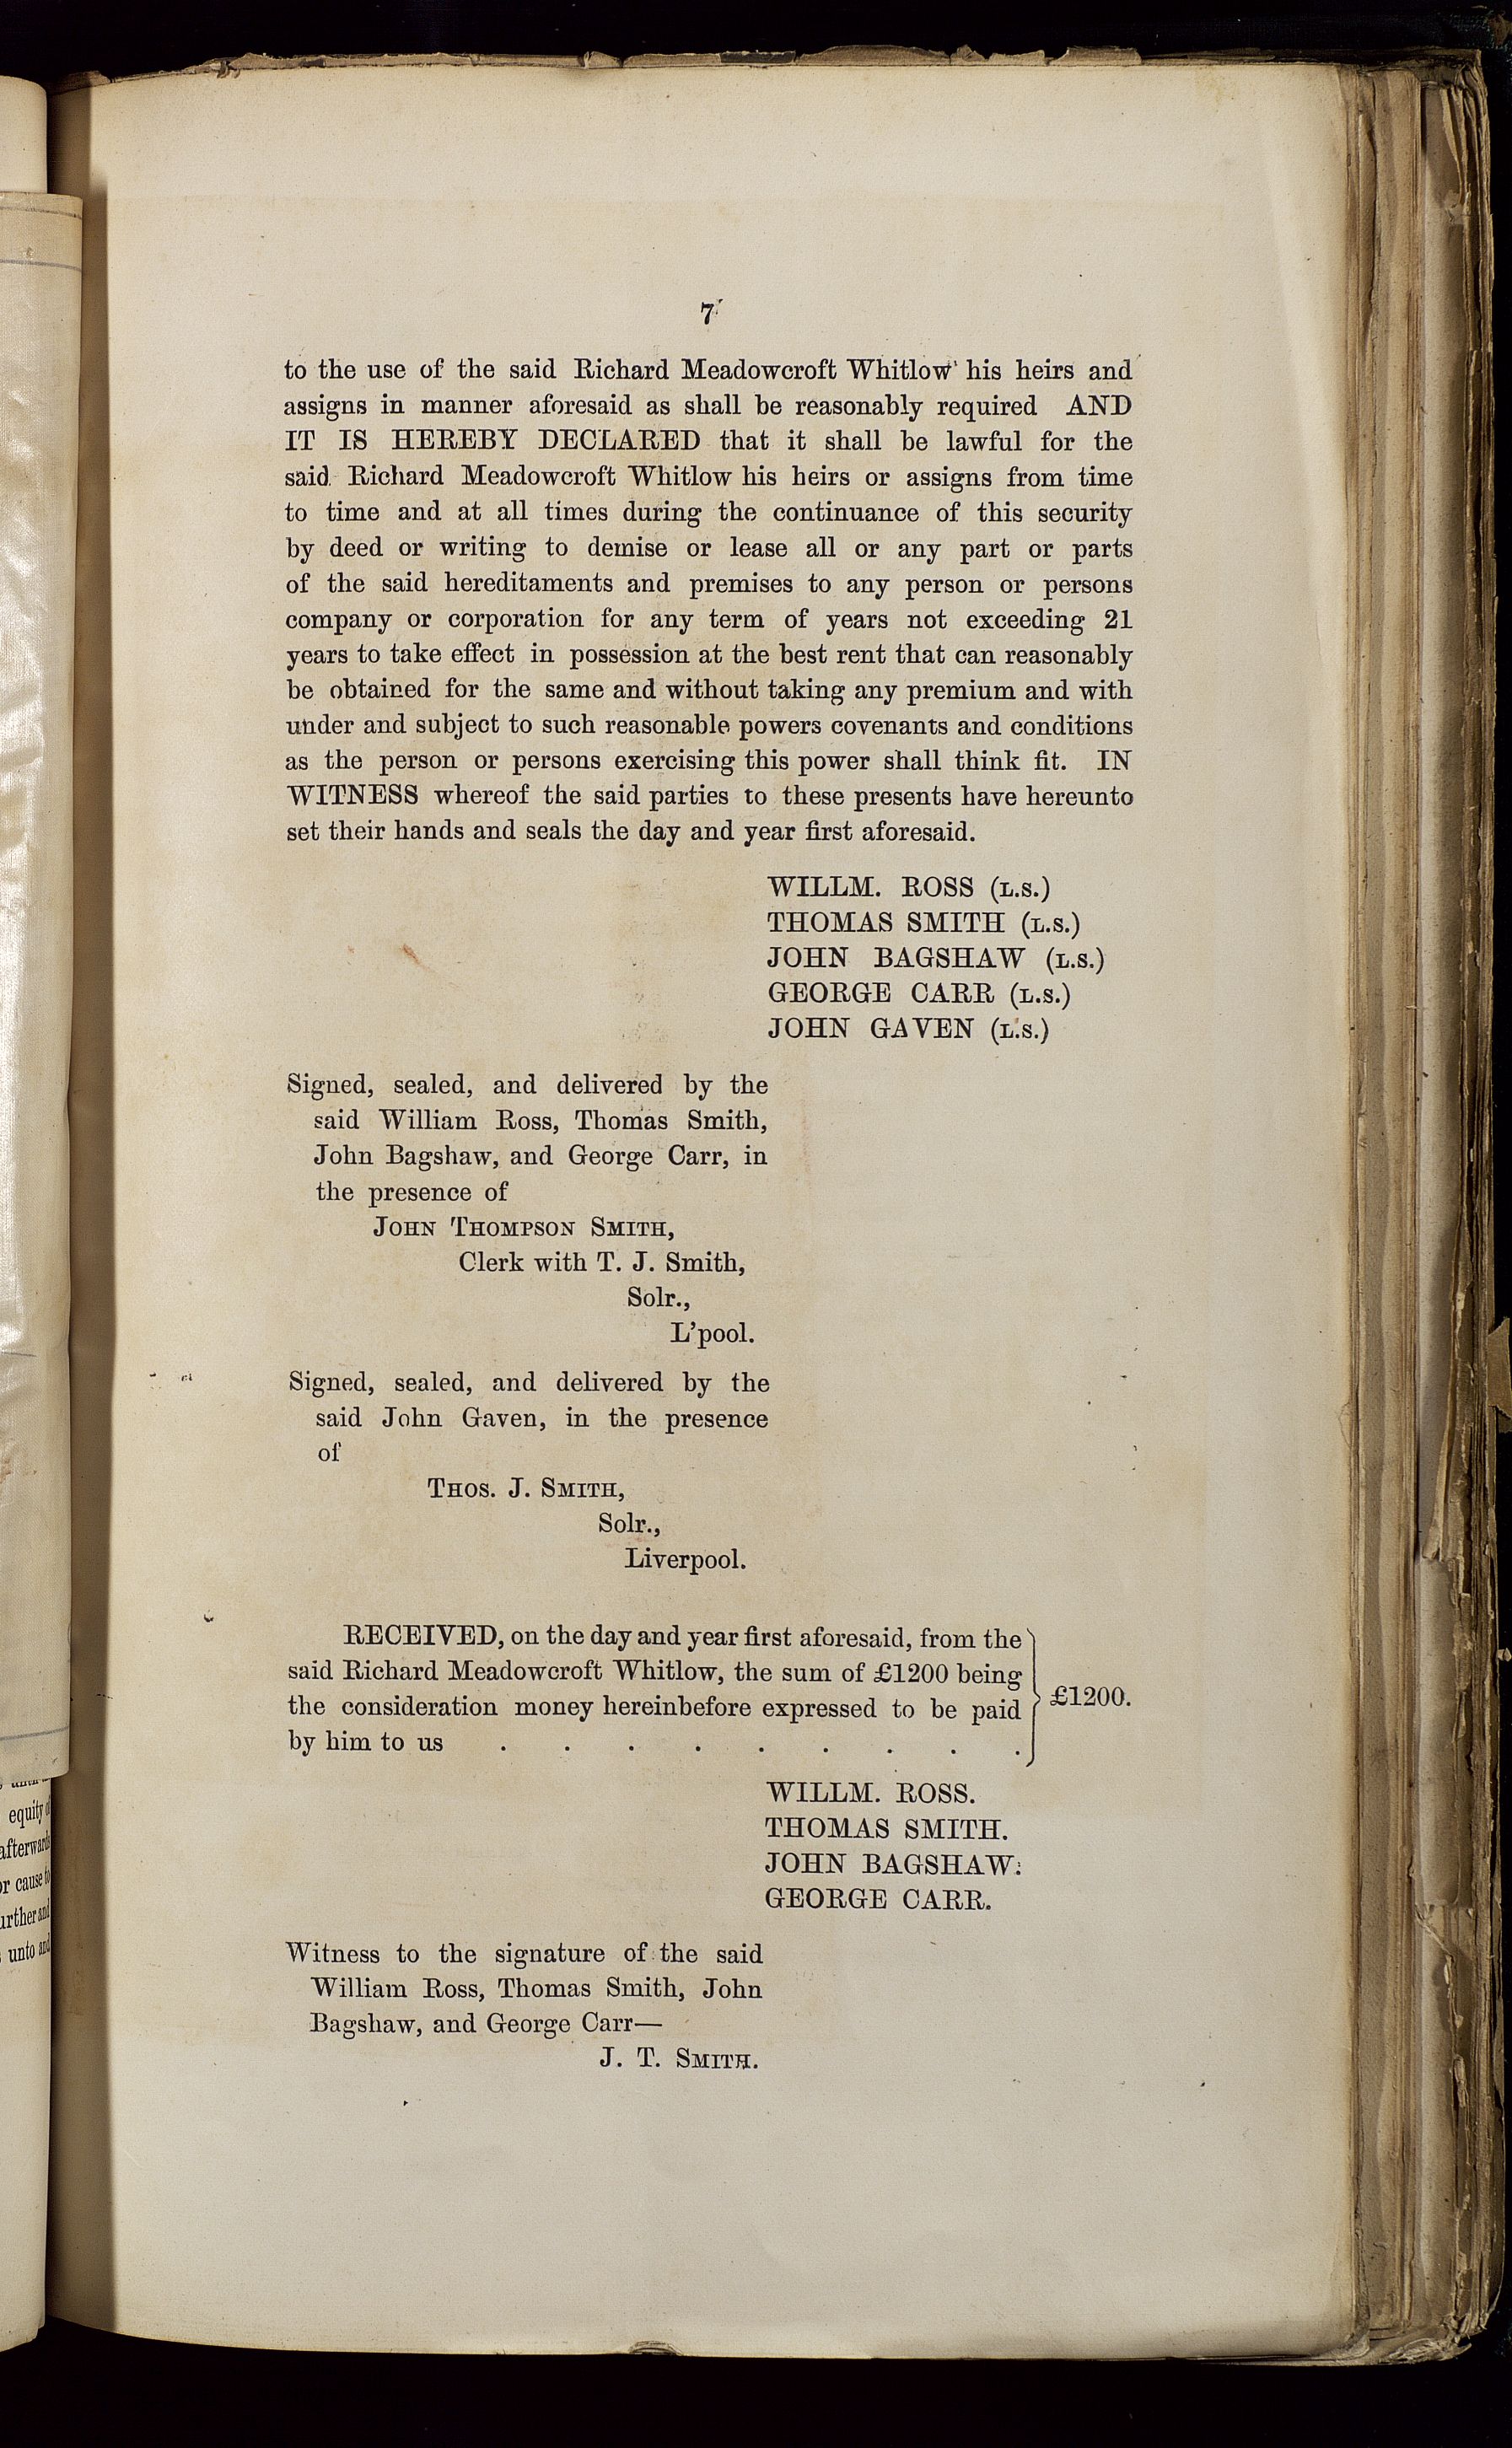 7
to the use of the said Richard Meadowcroft Whitlow his heirs and
assigns in manner aforesaid as shall be reasonably required AND
IT IS HEREBY DECLARED that it shall be lawful for the
said Richard Meadowcroft Whitlow his heirs or assigns from time
to time and at all times during the continuance of this security
by deed or writing to demise or lease all or any part or parts
of the said hereditaments and premises to any person or persons
company or corporation for any term of years not exceeding 21
years to take effect in possession at the best rent that can reasonably
be obtained for the same and without taking any premium and with
under and subject to such reasonable powers covenants and conditions
as the person or persons exercising this power shall think fit. IN
WITNESS whereof the said parties to these presents have hereunto
set their hands and seals the day and year first aforesaid.
WILLM. ROSS (L.S.)
THOMAS SMITH (L.S.)
JOHN BAGSHAW (L.S.)
GEORGE CARR (L.S.)
JOHN GAVEN (L.S.)
Signed, sealed, and delivered by the
said William Ross, Thomas Smith,
John Bagshaw, and George Carr, in
the presence of
JOHN THOMPSON SMITH,
Clerk with T. J. Smith,
Solr.,
L'pool.
Signed, sealed, and delivered by the
said John Gaven, in the presence
of
THOS. J. SMITH,
Solr.,
Liverpool.
RECEIVED, on the day and year first aforesaid, from the
said Richard Meadowcroft Whitlow, the sum of £1200 being
the consideration money hereinbefore expressed to be paid
by him to us . . . . . . . . .
£1200.
WILLM. ROSS.
THOMAS SMITH.
JOHN BAGSHAW.
GEORGE CARR.
Witness to the signature of the said
William Ross, Thomas Smith, John
Bagshaw, and George Carr—
J. T. SMITH.
equity of
afterwards
or cause to
unto and